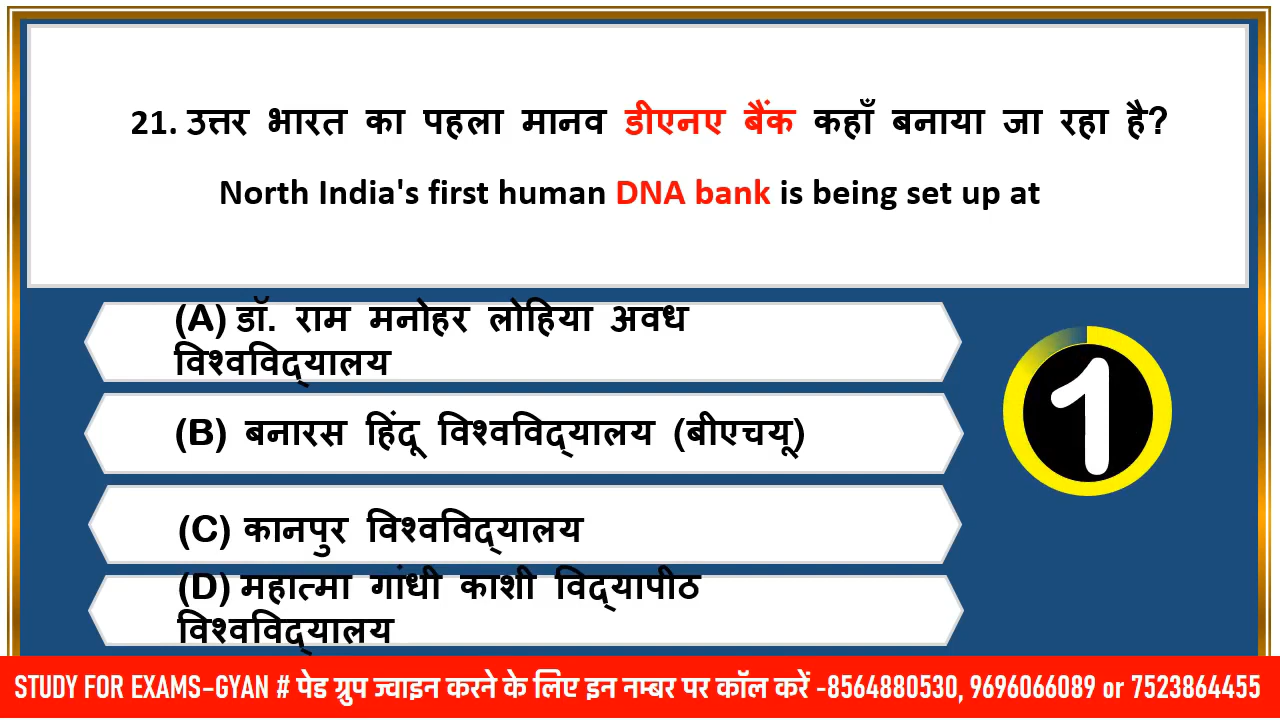 21. उत्तर भारत का पहला मानव डीएनए बैंक कहाँ बनाया जा रहा है?
North India's first human DNA bank is being set up at
(A) डॉ. राम मनोहर लोहिया अवध
विश्वविद्यालय
(B) बनारस हिंदू विश्वविद्यालय (बीएचयू)
(C) कानपुर विश्वविद्यालय
(D) महात्मा गांधी काशी विद्यापीठ
विश्वविद्यालय
1
STUDY FOR EXAMS-GYAN # पेड ग्रुप ज्वाइन करने के लिए इन नम्बर पर कॉल करें -8564880530, 9696066089 or 7523864455